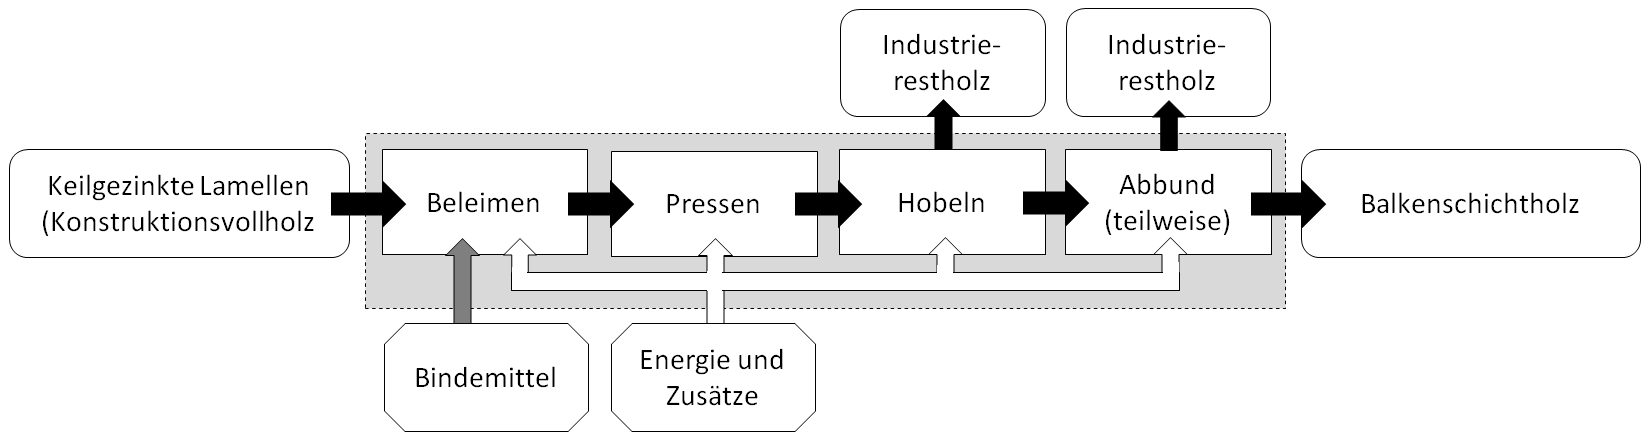 Industrie-
restholz
Industrie-
restholz
Keilgezinkte Lamellen
(Konstruktionsvollholz
Beleimen
Pressen
Hobeln
Abbund
(teilweise)
Balkenschichtholz
Bindemittel
Energie und
Zusätze